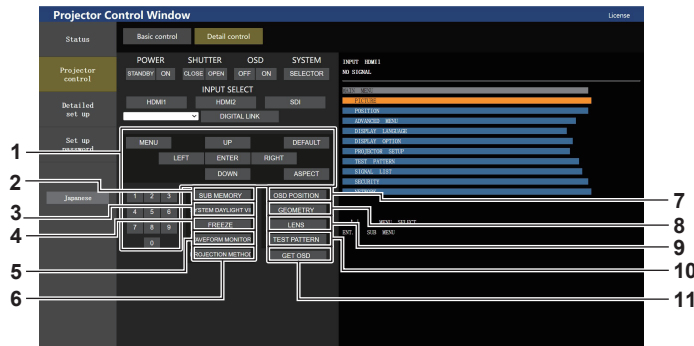 Projector Control Window
License
Status
Basic control
Detail control
Projector
control
Detailed
set up
Set up
password
Japanese
POWER SHUTTER OSD SYSTEM
STANDBY ON CLOSE OPEN OFF ON SELECTOR
INPUT SELECT
HDMI1 HDMI2 SDI
DIGITAL LINK
MENU UP DEFAULT
LEFT ENTER RIGHT
DOWN ASPECT
1 2 3
4 5 6
7 8 9
0
SUB MEMORY
YSTEM DAYLIGHT VI
FREEZE
AVEFORM MONITOR
ROJECTION METHOD
OSD POSITION
GEOMETRY
LENS
TEST PATTERN
GET OSD
INPUT HDMI1
NO SIGNAL
MAIN MENU
PICTURE
POSITION
ADVANCED MENU
DISPLAY LANGUAGE
DISPLAY OPTION
PROJECTOR SETUP
TEST PATTERN
SIGNAL LIST
SECURITY
NETWORK
MENU SELECT
ENT. SUB MENU
1
2
3
4
5
6
7
8
9
10
11